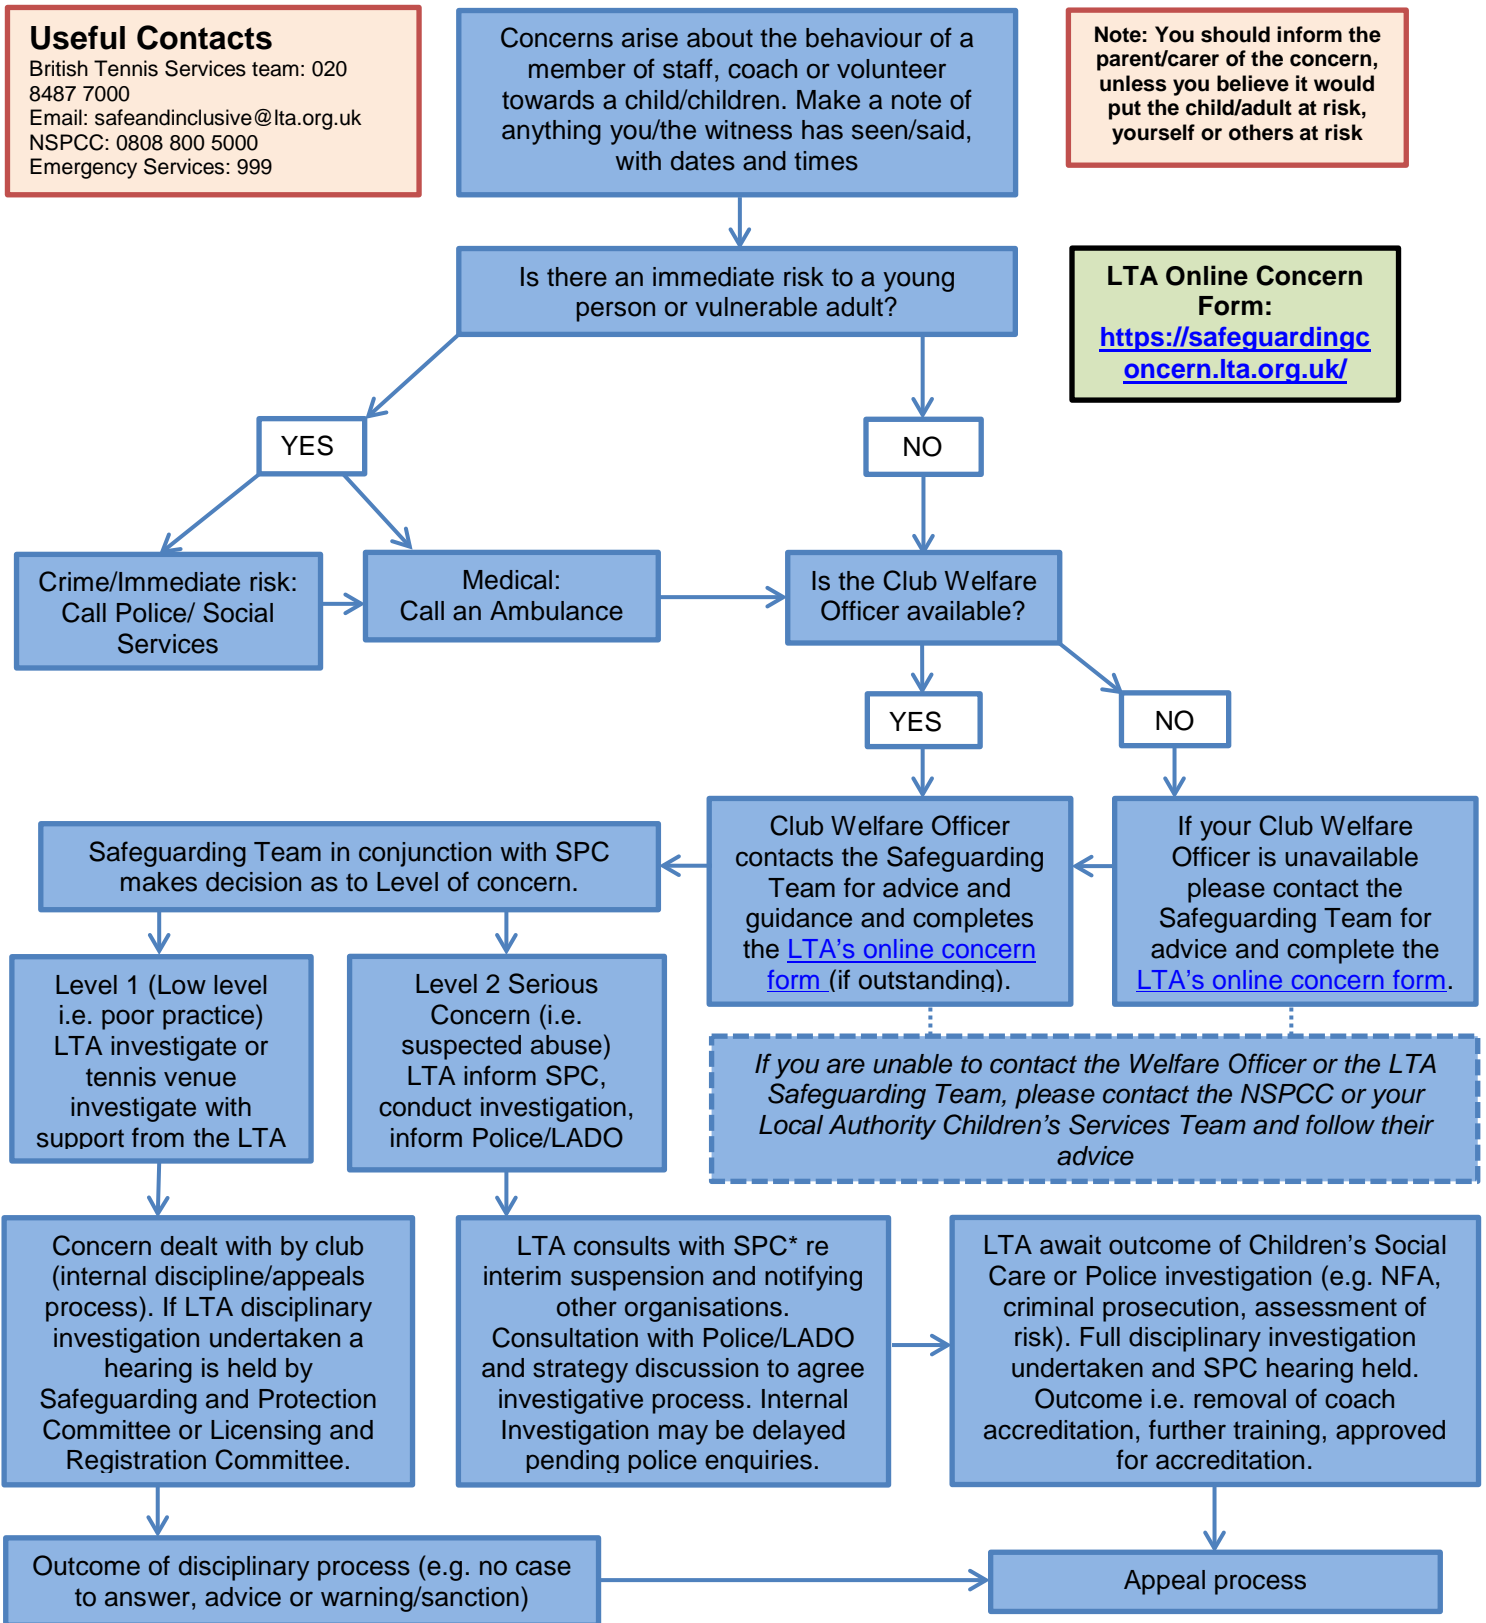 Useful Contacts
British Tennis Services team: 020
8487 7000
Email: safeandinclusive@lta.org.uk
NSPCC: 0808 800 5000
Emergency Services: 999
Concerns arise about the behaviour of a
member of staff, coach or volunteer
towards a child/children. Make a note of
anything you/the witness has seen/said,
with dates and times
Note: You should inform the
parent/carer of the concern,
unless you believe it would
put the child/adult at risk,
yourself or others at risk
Is there an immediate risk to a young
person or vulnerable adult?
LTA Online Concern
Form:
https://safeguardingc
oncern.lta.org.uk/
YES
NO
Crime/Immediate risk:
Call Police/ Social
Services
Medical:
Call an Ambulance
Is the Club Welfare
Officer available?
YES
NO
Safeguarding Team in conjunction with SPC
makes decision as to Level of concern.
Club Welfare Officer
contacts the Safeguarding
Team for advice and
guidance and completes
the LTA's online concern
form (if outstanding).
If your Club Welfare
Officer is unavailable
please contact the
Safeguarding Team for
advice and complete the
LTA's online concern form.
Level 1 (Low level
i.e. poor practice)
LTA investigate or
tennis venue
investigate with
support from the LTA
Level 2 Serious
Concern (i.e.
suspected abuse)
LTA inform SPC,
conduct investigation,
inform Police/LADO
If you are unable to contact the Welfare Officer or the LTA
Safeguarding Team, please contact the NSPCC or your
Local Authority Children's Services Team and follow their
advice
Concern dealt with by club
(internal discipline/appeals
process). If LTA disciplinary
investigation undertaken a
hearing is held by
Safeguarding and Protection
Committee or Licensing and
Registration Committee.
LTA consults with SPC* re
interim suspension and notifying
other organisations.
Consultation with Police/LADO
and strategy discussion to agree
investigative process. Internal
Investigation may be delayed
pending police enquiries.
LTA await outcome of Children's Social
Care or Police investigation (e.g. NFA,
criminal prosecution, assessment of
risk). Full disciplinary investigation
undertaken and SPC hearing held.
Outcome i.e. removal of coach
accreditation, further training, approved
for accreditation.
Outcome of disciplinary process (e.g. no case
to answer, advice or warning/sanction)
Appeal process